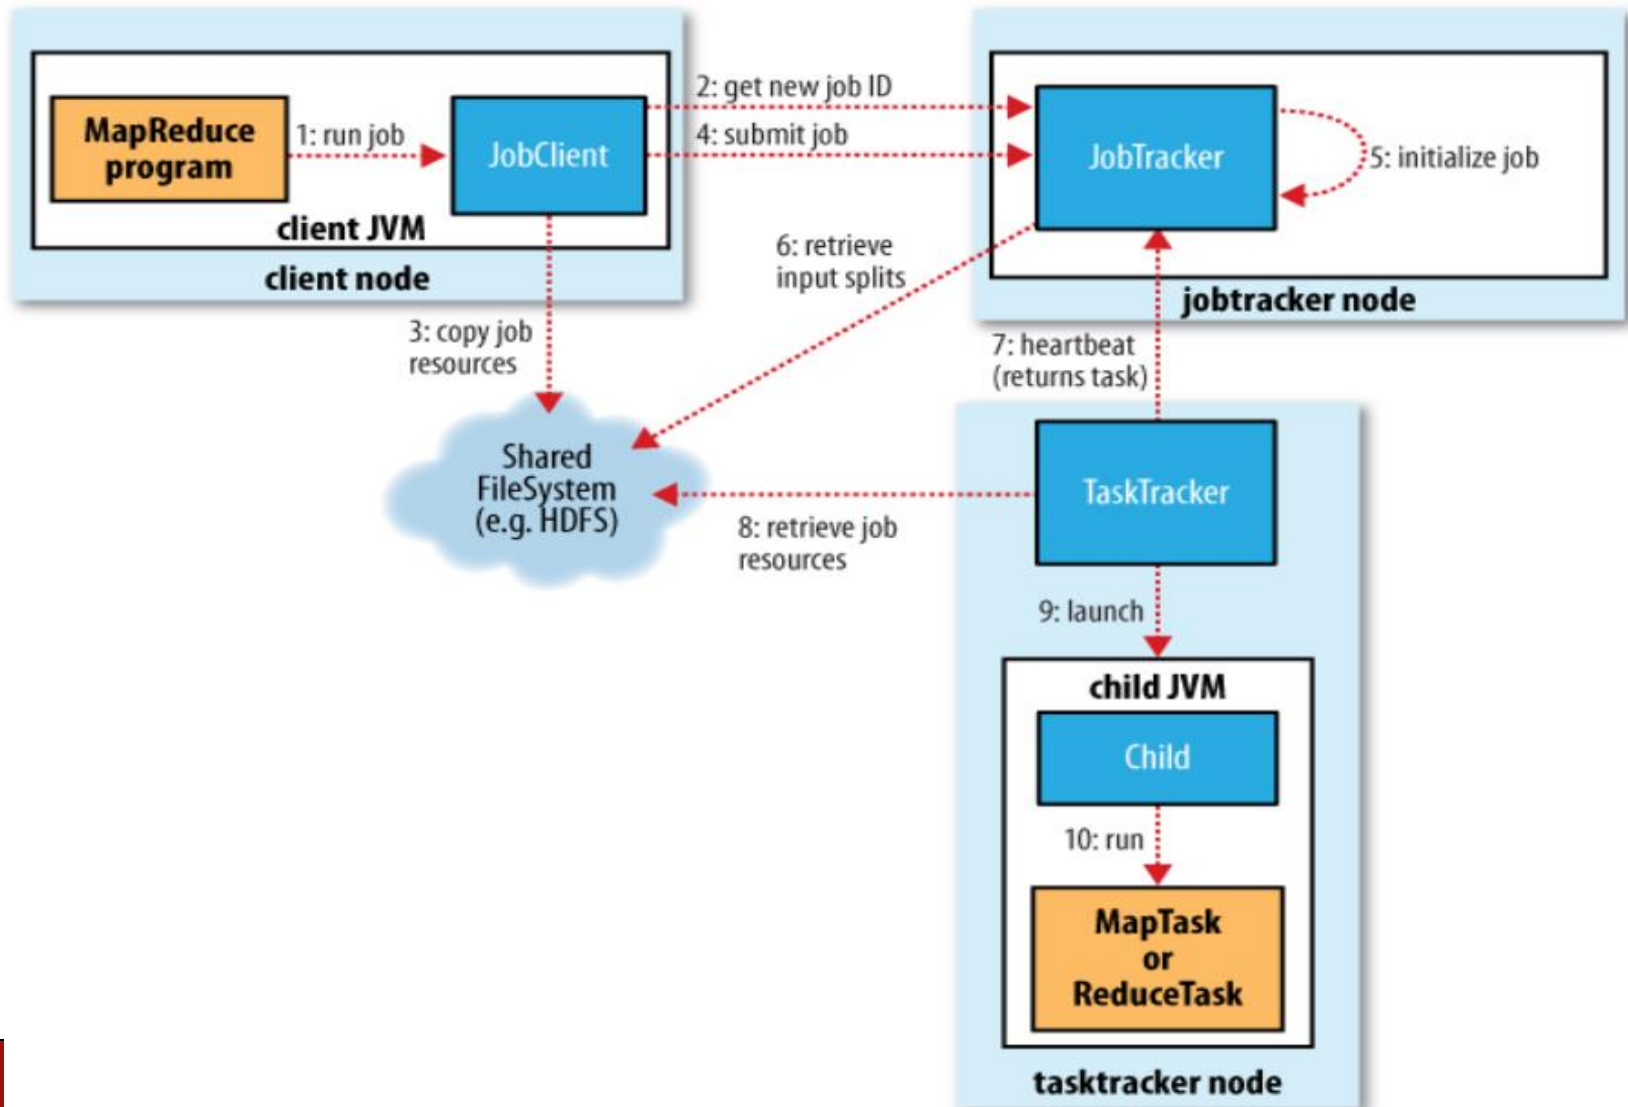 MapReduce
program
1: run job
JobClient
client JVM
client node
2: get new job ID
4: submit job
JobTracker
5: initialize job
jobtracker node
3: copy job
resources
6: retrieve
input splits
7: heartbeat
(returns task)
Shared
FileSystem
(e.g. HDFS)
8: retrieve job
resources
TaskTracker
9: launch
child JVM
Child
10: run
MapTask
or
ReduceTask
tasktracker node